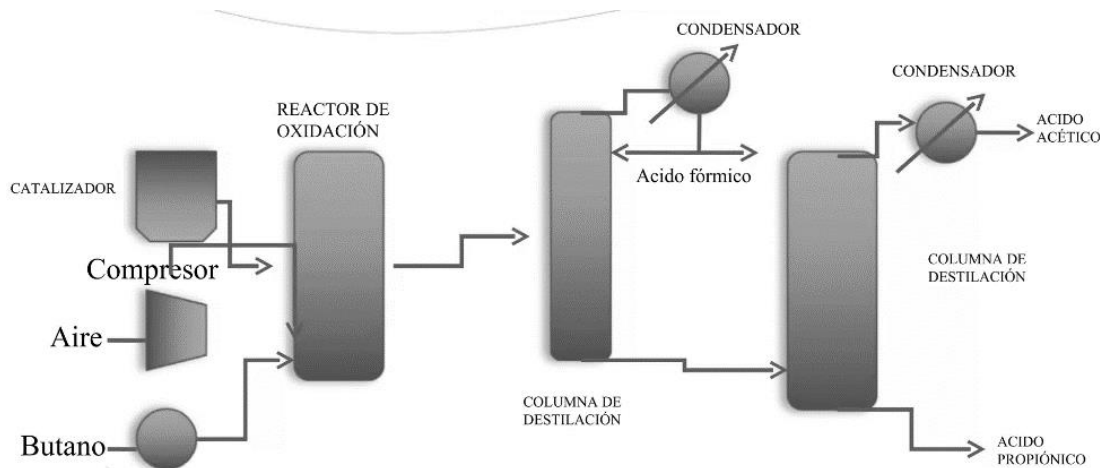 CONDENSADOR
CONDENSADOR
REACTOR DE
OXIDACIÓN
ACIDO
ACÉTICO
CATALIZADOR
Acido fórmico
Compresor
COLUMNA DE
DESTILACIÓN
Aire
COLUMNA DE
DESTILACIÓN
Butano
ACIDO
PROPIÓNICO